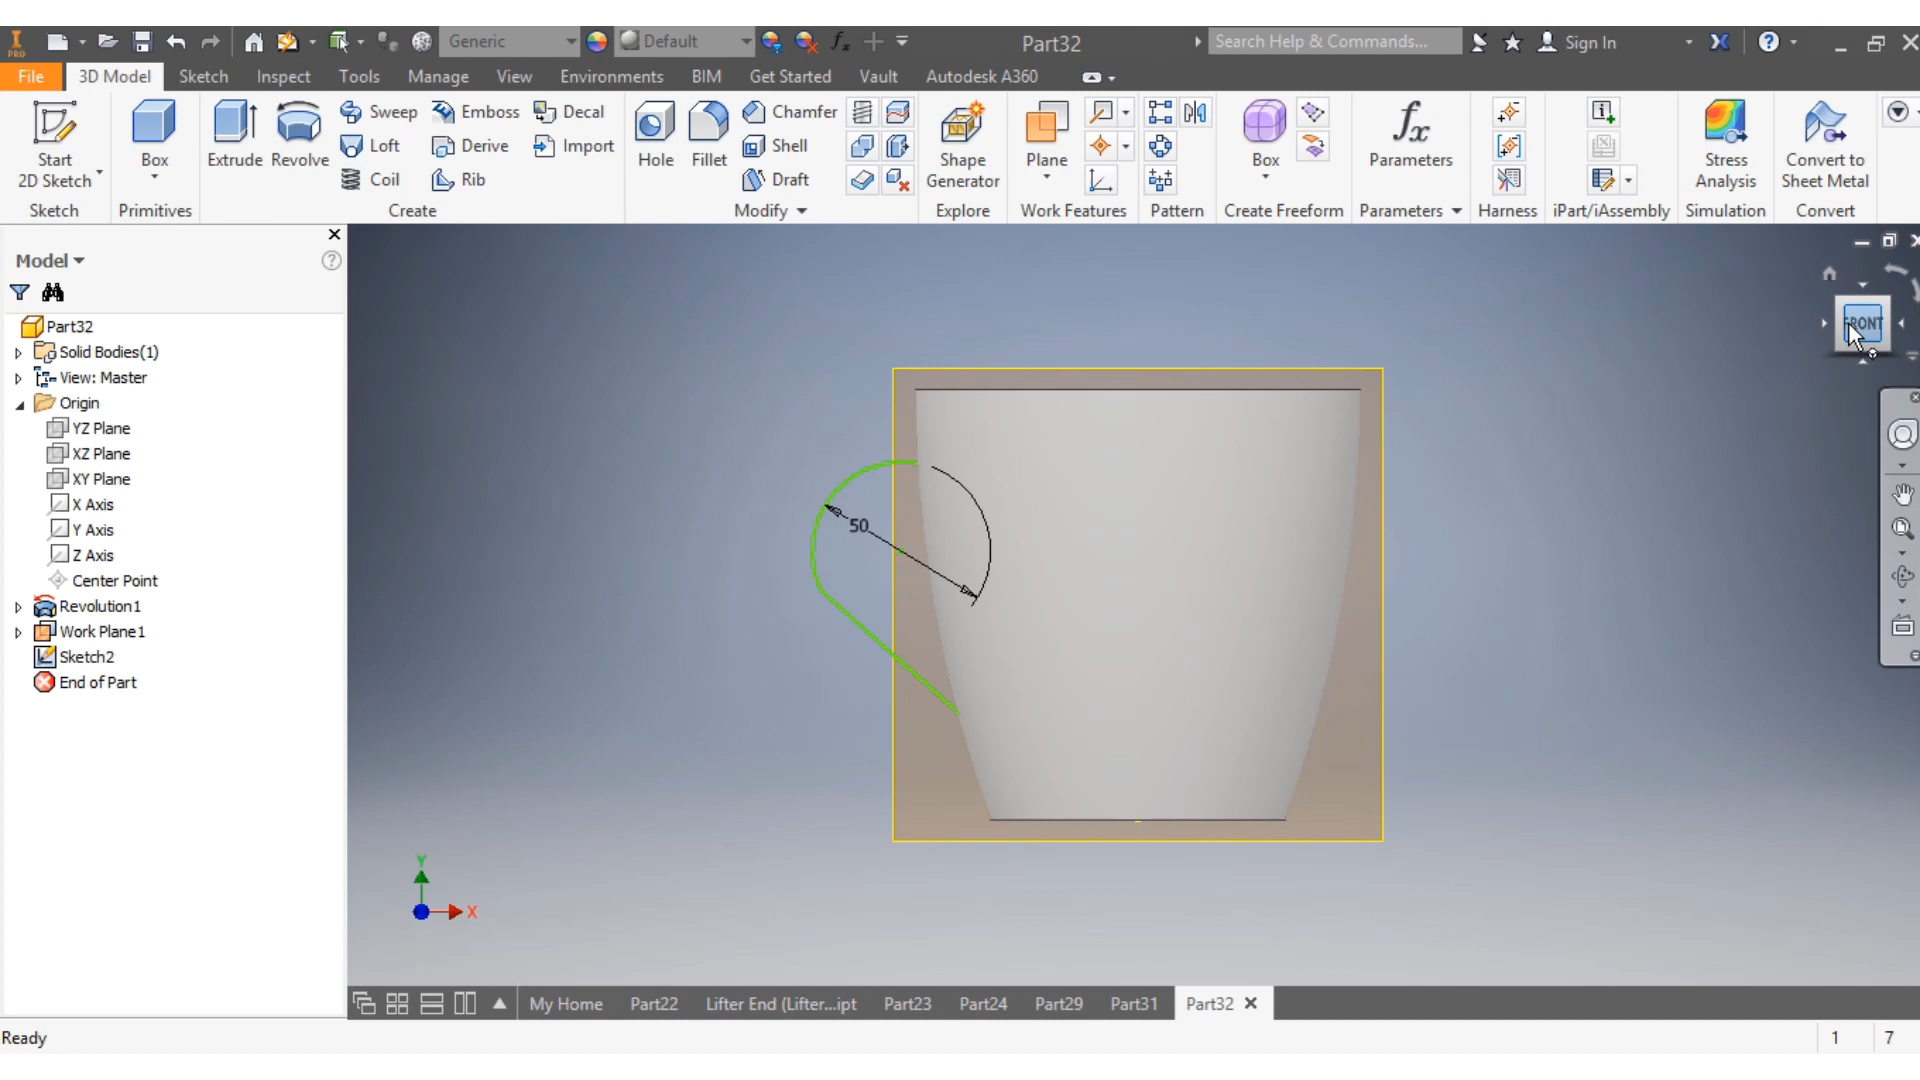 PRO
Generic
Default
Part32
Search Help & Commands...
Sign In
File
3D Model
Sketch
Inspect
Tools
Manage
View
Environments
BIM
Get Started
Vault
Autodesk A360
Start
2D Sketch
Sketch
Box
Primitives
Extrude
Revolve
Sweep
Loft
Coil
Emboss
Derive
Rib
Decal
Import
Create
Hole
Fillet
Chamfer
Shell
Draft
Modify
Shape
Generator
Explore
Plane
Work Features
Pattern
Box
Create Freeform
fx
Parameters
Parameters
Harness
iPart/iAssembly
Stress
Analysis
Simulation
Convert to
Sheet Metal
Convert
Model
Part32
Solid Bodies(1)
View: Master
Origin
YZ Plane
XZ Plane
XY Plane
X Axis
Y Axis
Z Axis
Center Point
Revolution1
Work Plane1
Sketch2
End of Part
FRONT
50
Y
X
My Home
Part22
Lifter End (Lifter...ipt
Part23
Part24
Part29
Part31
Part32
Ready
1
7